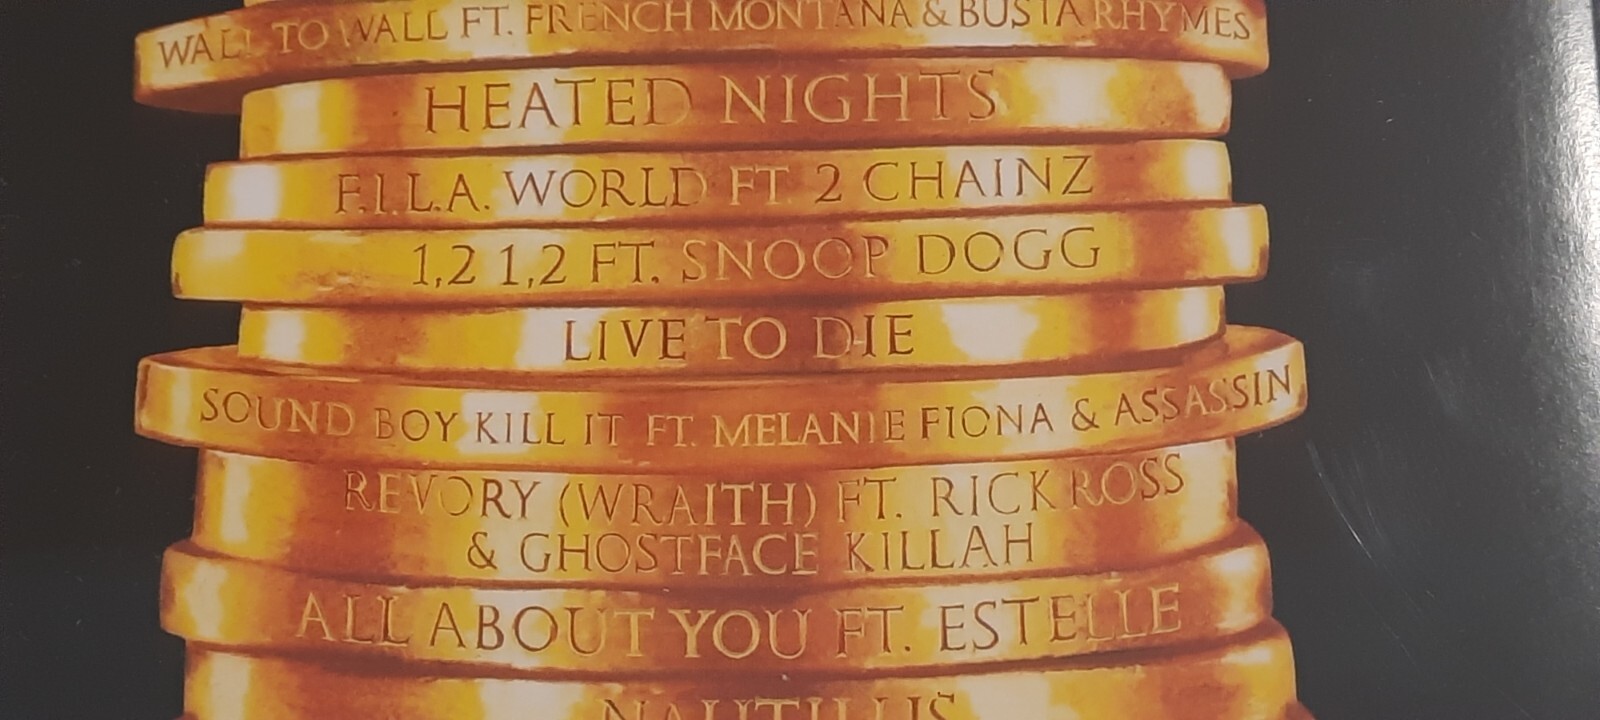 WALL TO WALL FT. FRENCH MONTANA & BUSTA RHYMES
HEATED NIGHTS
F.I.L.A. WORLD FT. 2 CHAINZ
1,2 1,2 FT. SNOOP DOGG
LIVE TO DIE
SOUND BOY KILL IT FT. MELANIE FIONA & ASSASSIN
REVORY (WRAITH) FT. RICK ROSS
& GHOSTFACE KILLAH
ALL ABOUT YOU FT. ESTELLE
NAUTILUS